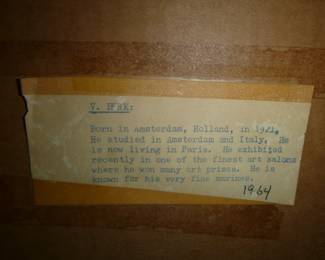 V. :
Born in Amsterdam, Holland, in 1921.
He studied in Amsterdam and Italy. He
is now living in Paris. He exhibited
recently in one of the finest art salons
where he won many art prizes. He is
known for his very fine marines.
1964